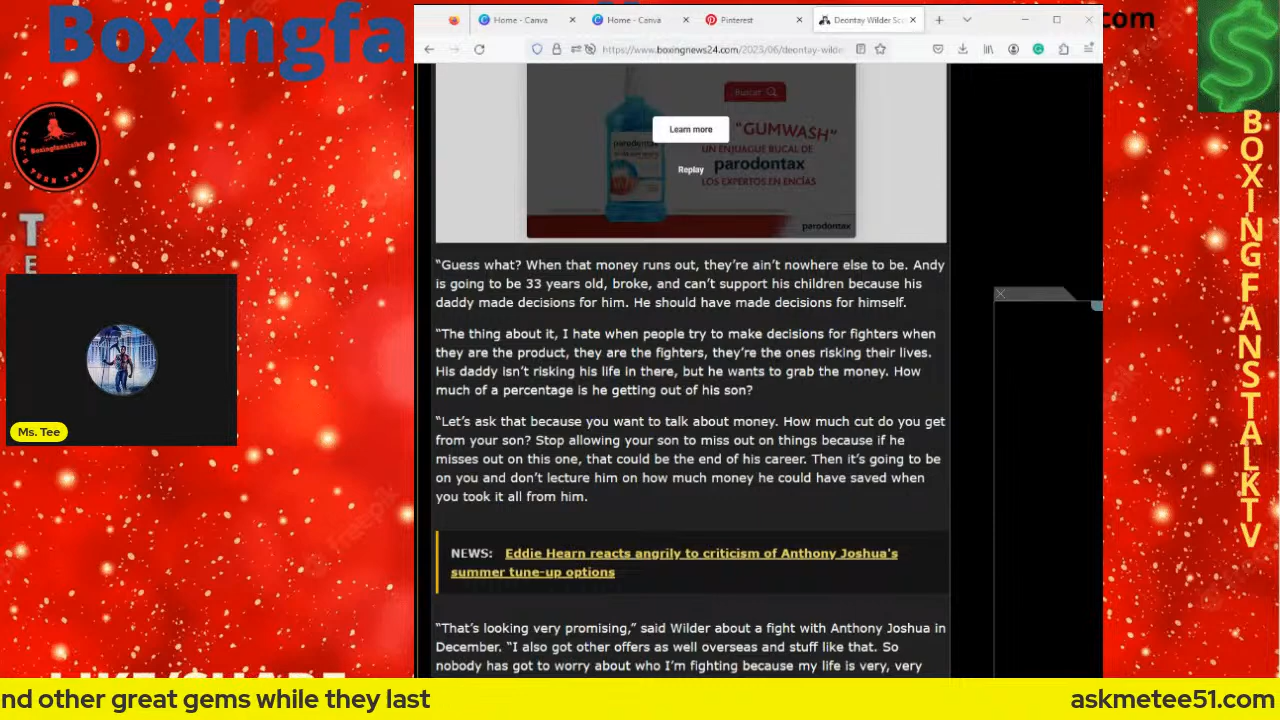 Boxingfa
com
Home - Canva
Home - Canva
Pinterest
Deontay Wilder Sc
https://www.boxingnews24.com/2023/06/deontay-wilde
Buscar
Learn more
"GUMWASH"
UN ENJUAGUE BUCAL DE
parodontax
LOS EXPERTOS EN ENCÍAS
Replay
parodontax
parodontax
“Guess what? When that money runs out, they’re ain’t nowhere else to be. Andy
is going to be 33 years old, broke, and can’t support his children because his
daddy made decisions for him. He should have made decisions for himself.
“The thing about it, I hate when people try to make decisions for fighters when
they are the product, they are the fighters, they’re the ones risking their lives.
His daddy isn’t risking his life in there, but he wants to grab the money. How
much of a percentage is he getting out of his son?
“Let’s ask that because you want to talk about money. How much cut do you get
from your son? Stop allowing your son to miss out on things because if he
misses out on this one, that could be the end of his career. Then it’s going to be
on you and don’t lecture him on how much money he could have saved when
you took it all from him.
NEWS: Eddie Hearn reacts angrily to criticism of Anthony Joshua's
summer tune-up options
“That’s looking very promising,” said Wilder about a fight with Anthony Joshua in
December. “I also got other offers as well overseas and stuff like that. So
nobody has got to worry about who I’m fighting because my life is very, very
LET'S
Boxingfanstalktv
TURN TWO
T
E
Ms. Tee
LIKE/SHARE
$
BOXINGFANSTALKTV
nd other great gems while they last
askmetee51.com